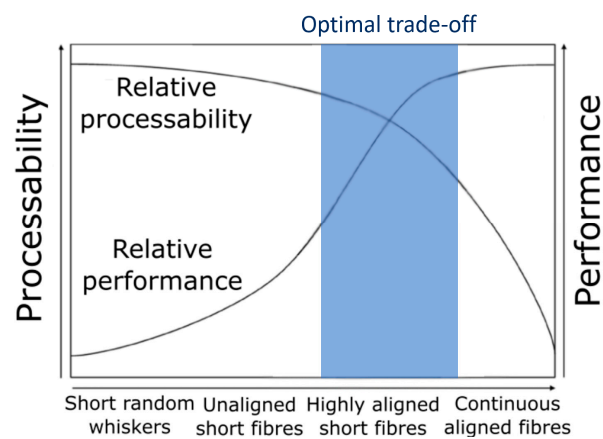 Optimal trade-off
Processability
Relative
processability
Relative
performance
Performance
Short random
whiskers
Unaligned
short fibres
Highly aligned
short fibres
Continuous
aligned fibres